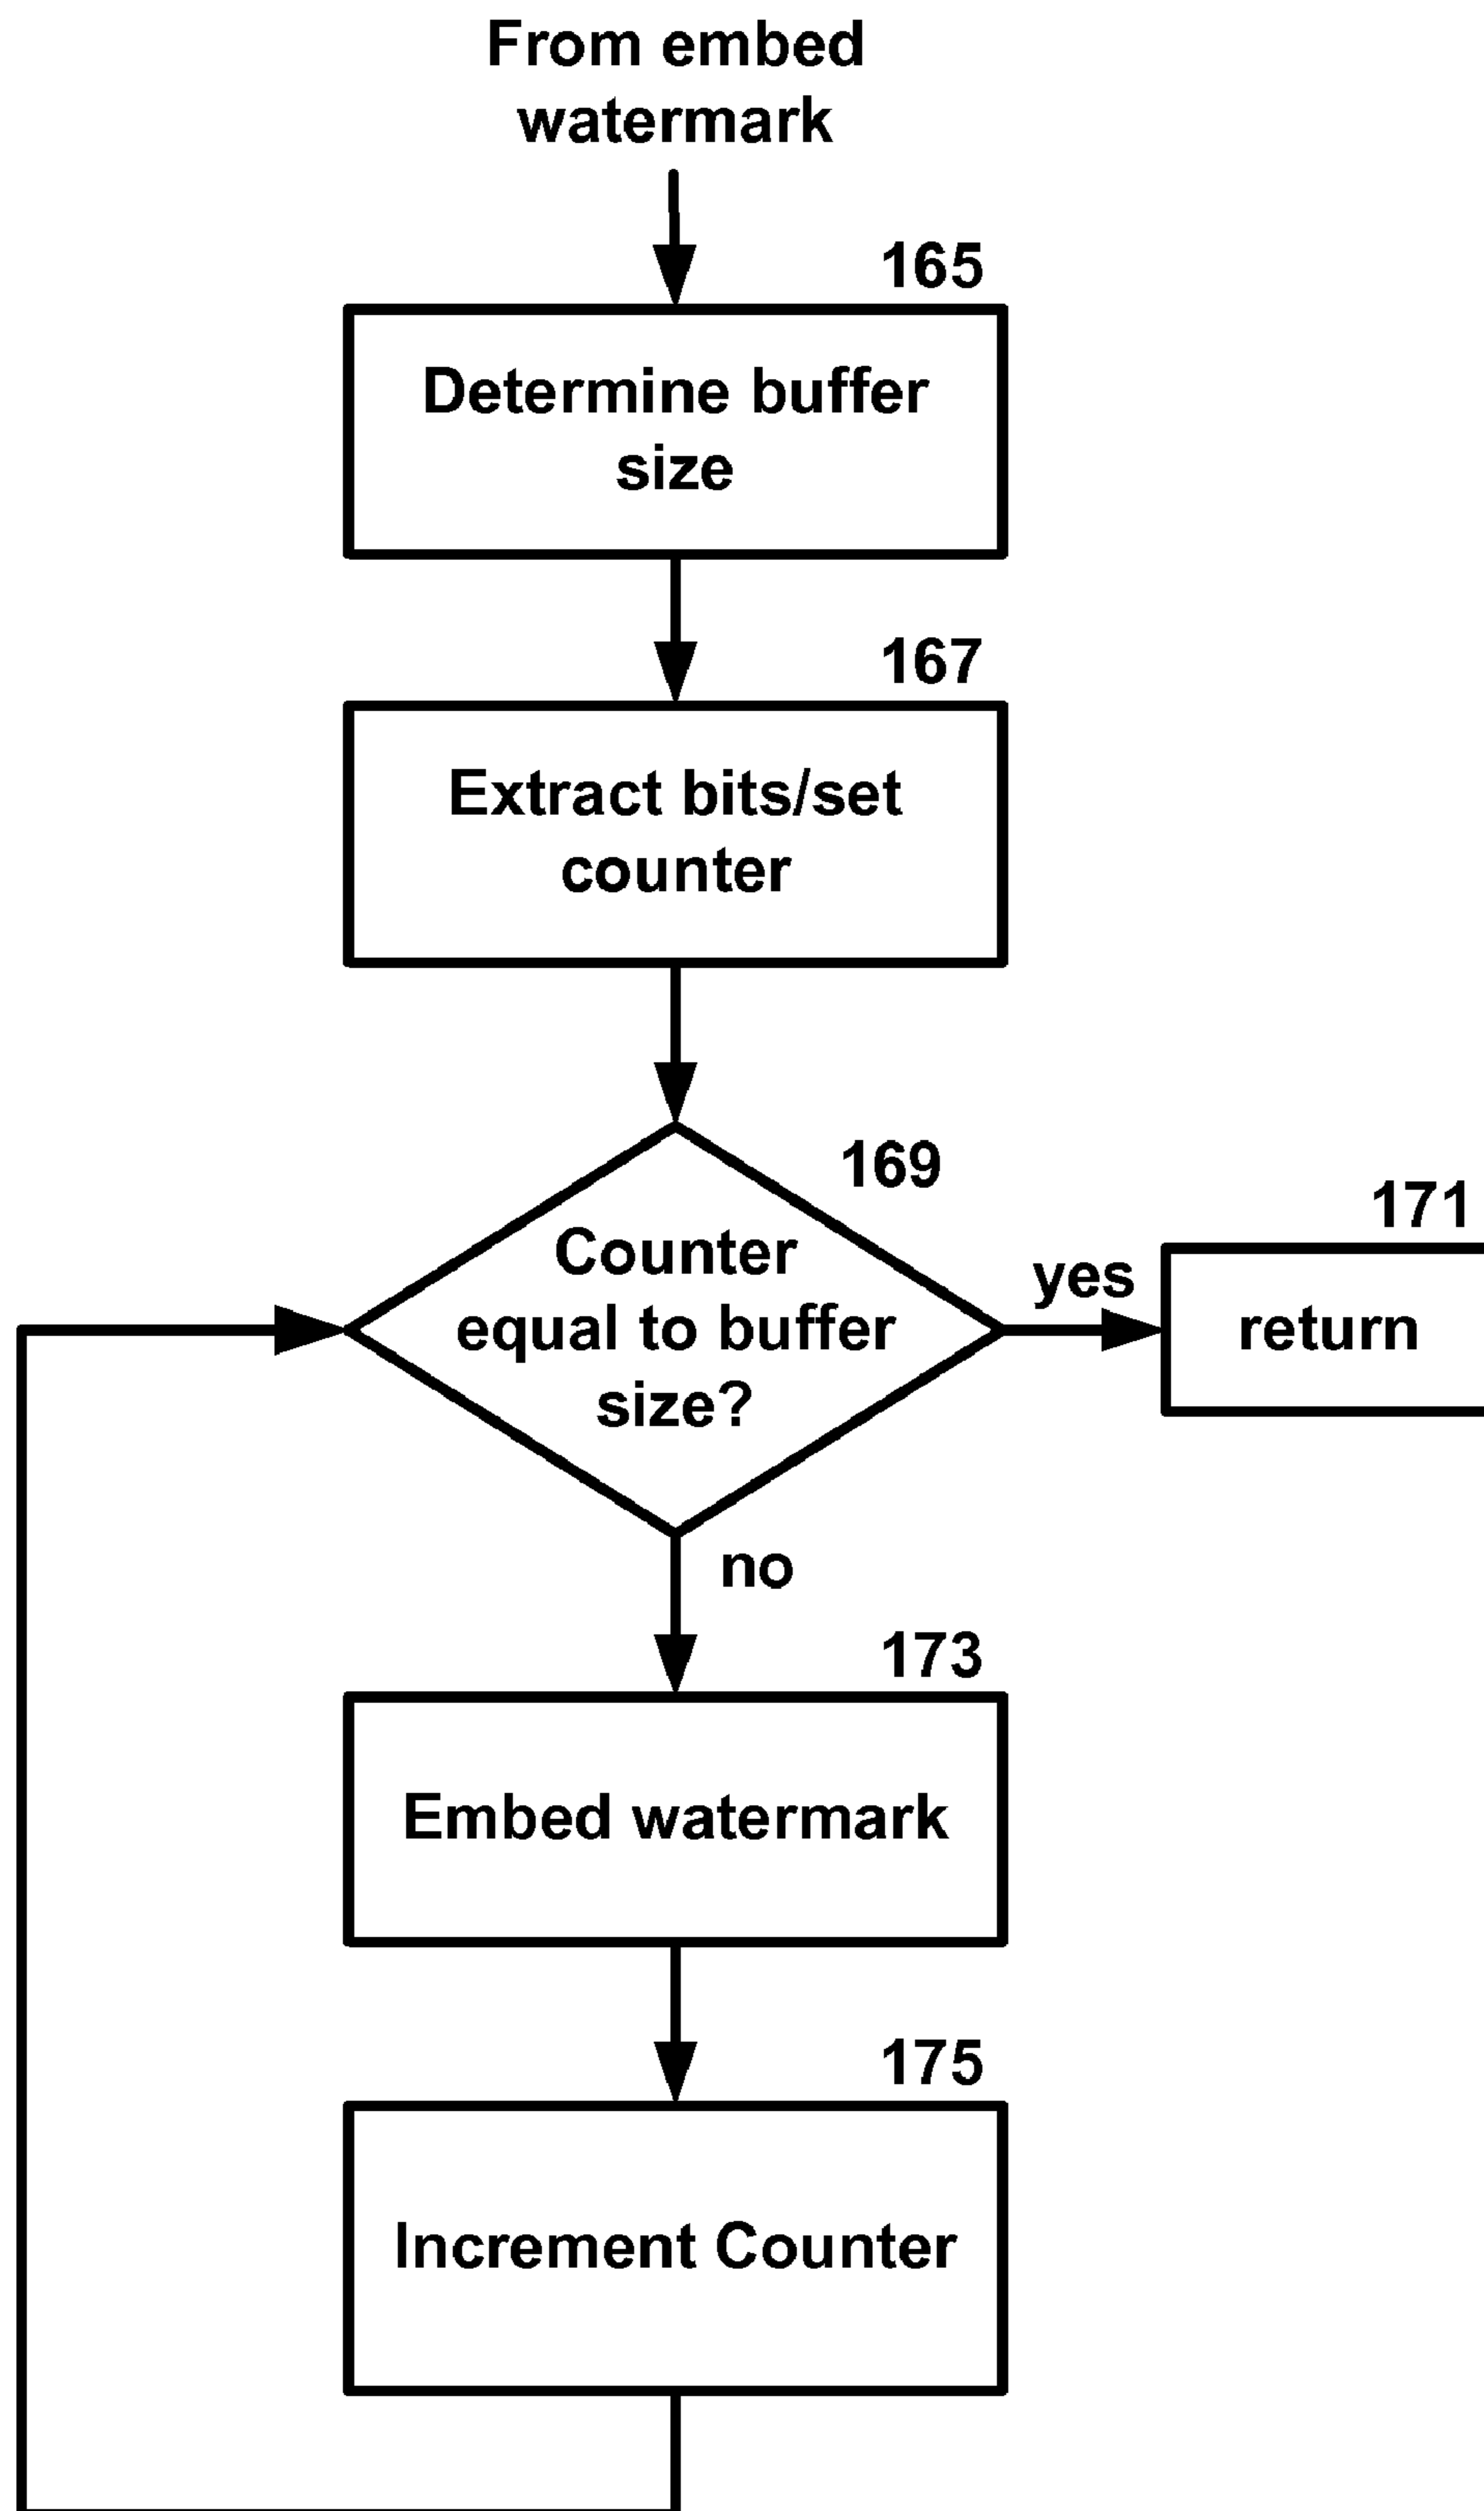 From embed
watermark
165
Determine buffer
size
167
Extract bits/set
counter
169
Counter
equal to buffer
size?
yes
171
return
no
173
Embed watermark
175
Increment Counter